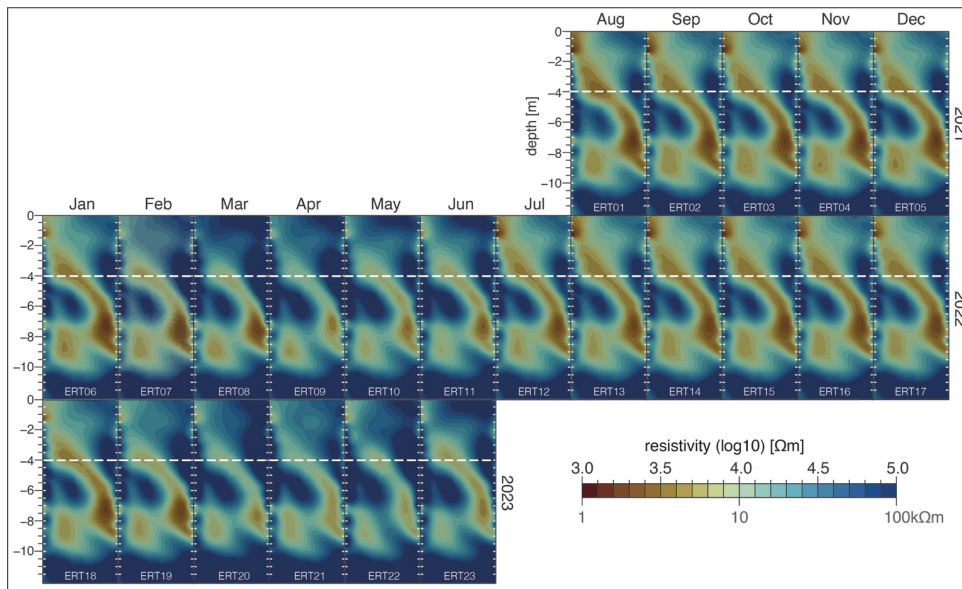 Aug Sep Oct Nov Dec
0
−2
−4
−6
−8
−10
depth [m]
ERT01 ERT02 ERT03 ERT04 ERT05
2021
Jan Feb Mar Apr May Jun Jul
0
−2
−4
−6
−8
−10
ERT06 ERT07 ERT08 ERT09 ERT10 ERT11 ERT12 ERT13 ERT14 ERT15 ERT16 ERT17
2022
0
−2
−4
−6
−8
−10
ERT18 ERT19 ERT20 ERT21 ERT22 ERT23
2023
resistivity (log10) [Ωm]
3.0 3.5 4.0 4.5 5.0
1 10 100kΩm